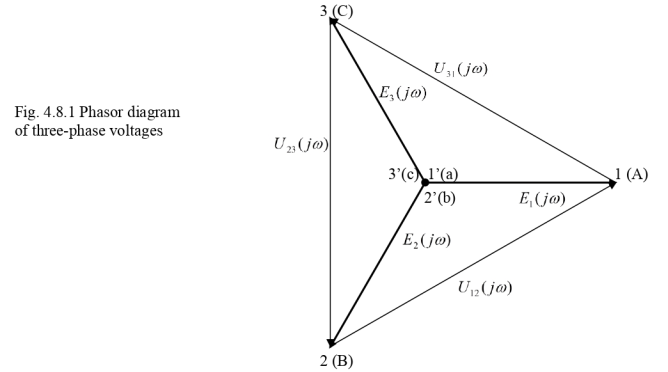 3 (C)
U₃₁(jω)
E₃(jω)
Fig. 4.8.1 Phasor diagram
of three-phase voltages
U₂₃(jω)
3’(c) 1’(a)
1 (A)
2’(b)
E₁(jω)
E₂(jω)
U₁₂(jω)
2 (B)